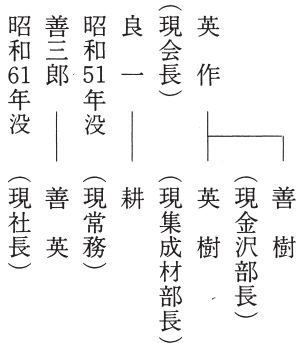 英作
(現会長)
良一
昭和51年没
善三郎
昭和61年没
善樹
(現金沢部長)
英樹
(現集成材部長)
耕
(現常務)
善英
(現社長)